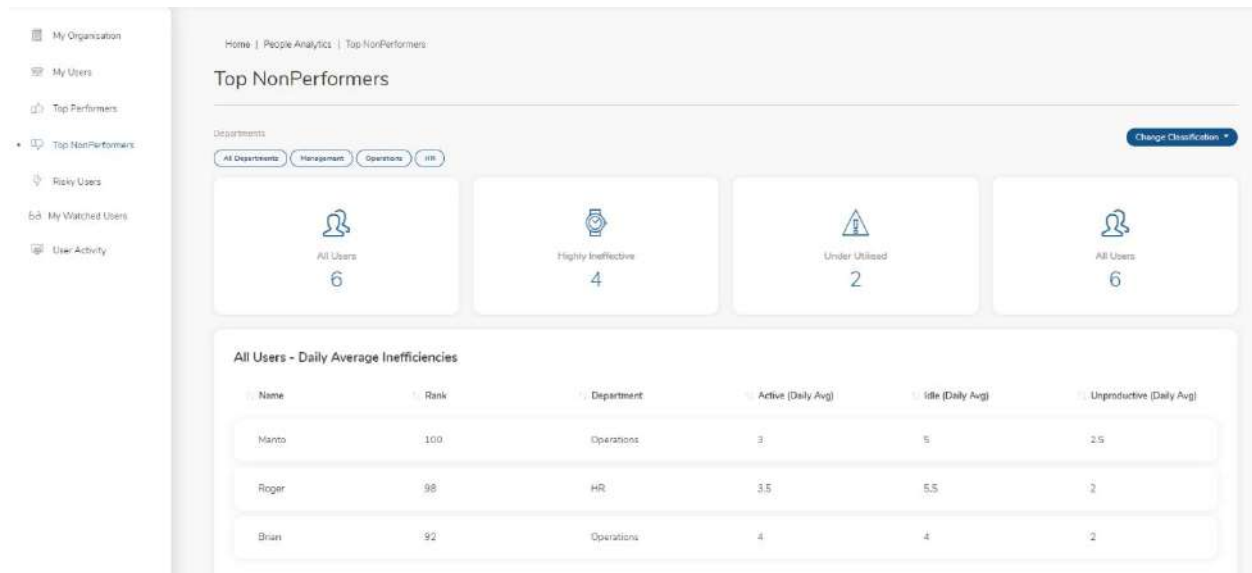 My Organisation
My Users
Top Performers
Top NonPerformers
Risky Users
My Watched Users
User Activity
Home | People Analytics | Top NonPerformers
Top NonPerformers
Departments
Change Classification
All Departments Management Operations HR
All Users Highly Ineffective Under Utilised All Users
6 4 2 6
All Users - Daily Average Inefficiencies
Name Rank Department Active (Daily Avg) Idle (Daily Avg) Unproductive (Daily Avg)
Manto 100 Operations 3 5 2.5
Roger 98 HR 3.5 5.5 2
Brian 92 Operations 4 4 2